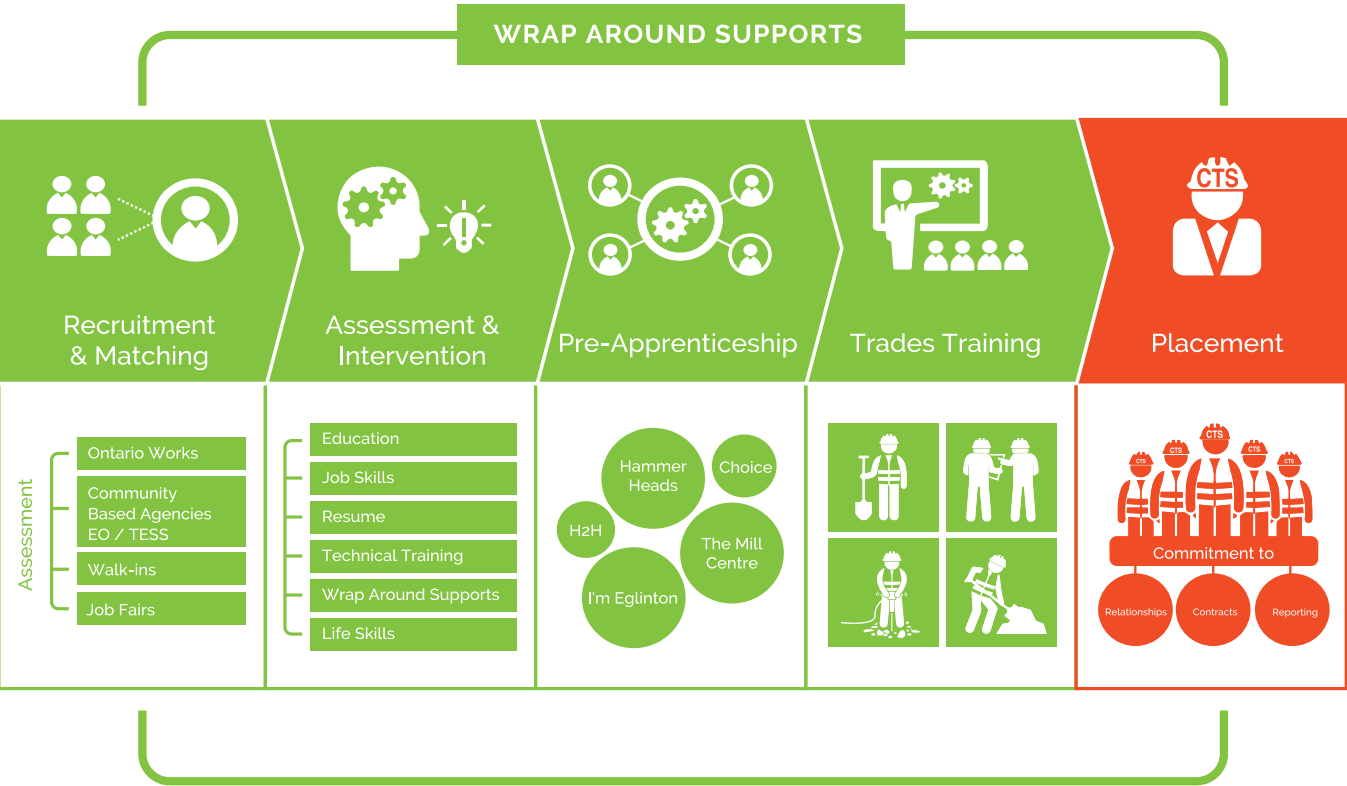 WRAP AROUND SUPPORTS
Recruitment
& Matching
Assessment &
Intervention
Pre-Apprenticeship
Trades Training
CTS
Placement
Assessment
Ontario Works
Community
Based Agencies
EO / TESS
Walk-ins
Job Fairs
Education
Job Skills
Resume
Technical Training
Wrap Around Supports
Life Skills
Hammer
Heads
Choice
H2H
The Mill
Centre
I'm Eglinton
CTS
CTS
CTS
CTS
CTS
Commitment to
Relationships
Contracts
Reporting